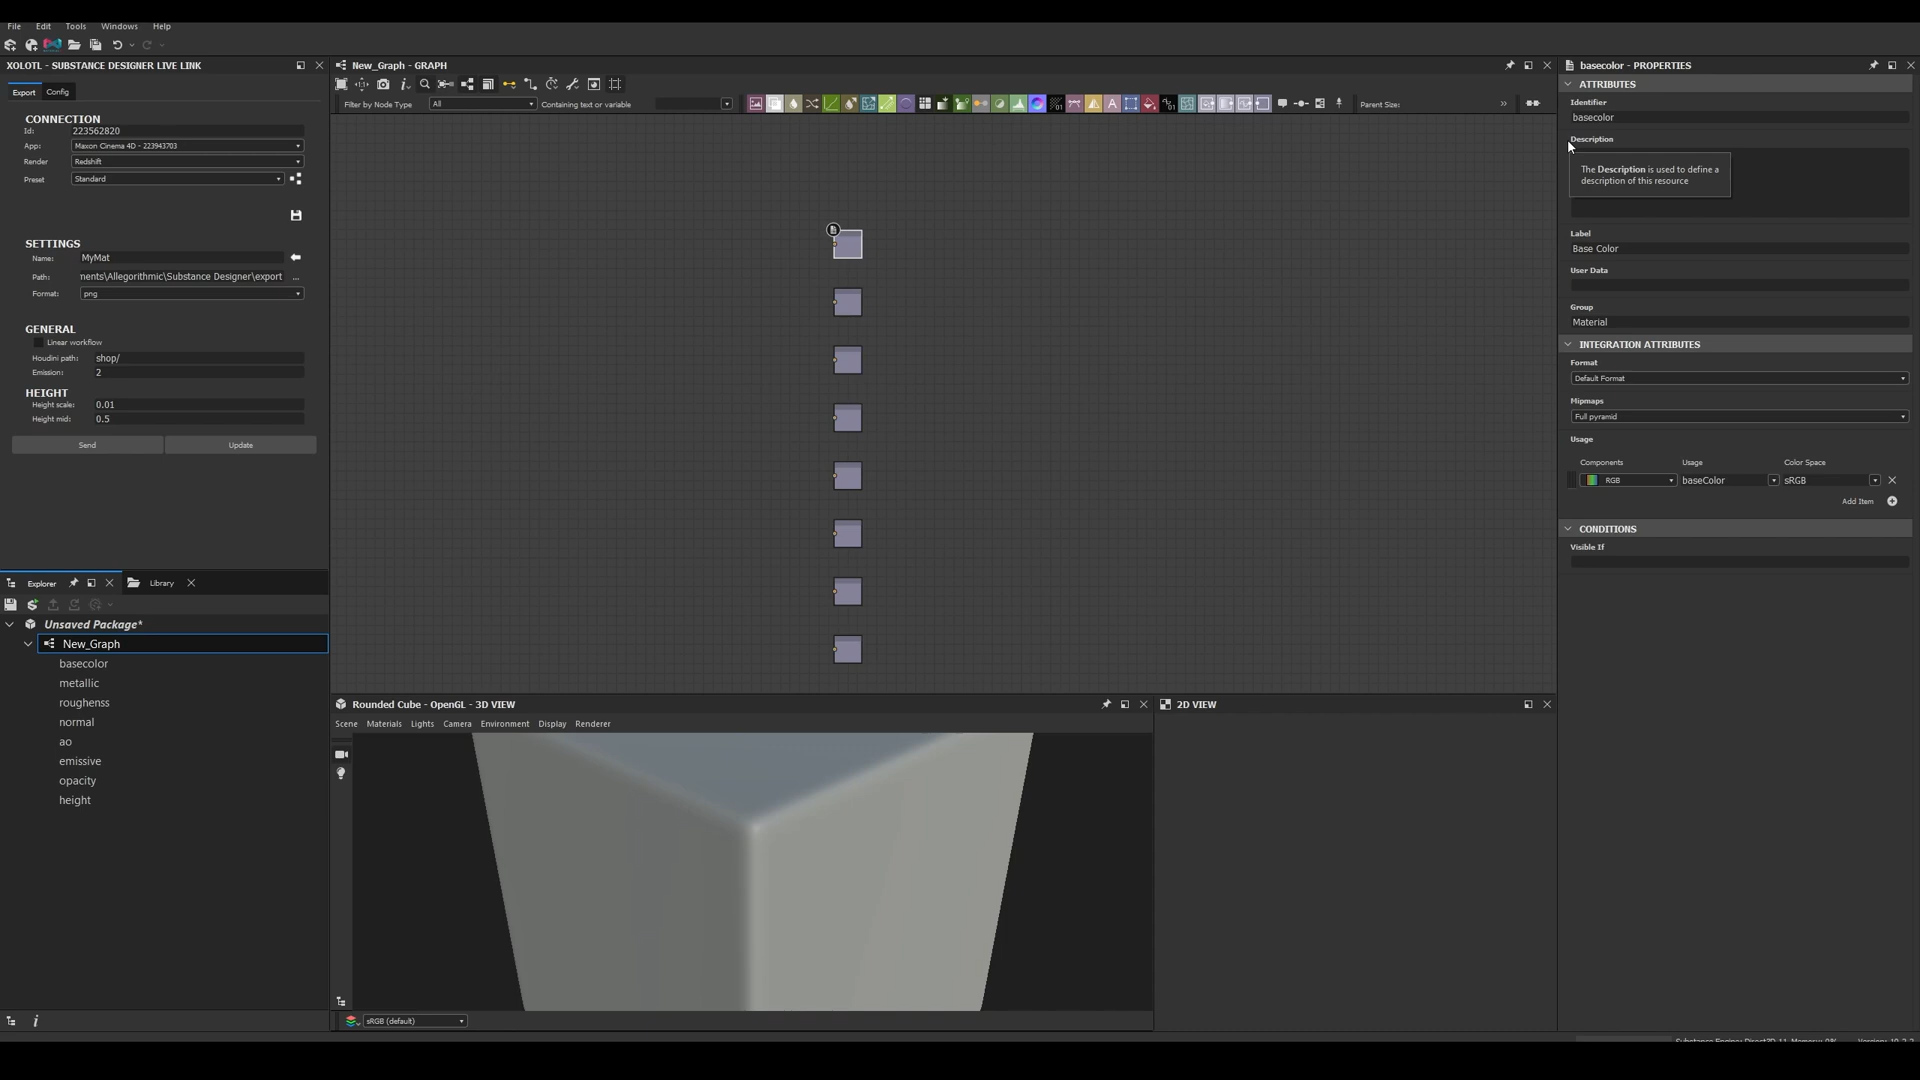 File Edit Tools Windows Help
XOLOTL - SUBSTANCE DESIGNER LIVE LINK
Export Config
CONNECTION
Id: 223562820
App: Maxon Cinema 4D - 223943703
Render Redshift
Preset Standard
SETTINGS
Name: MyMat
Path: nents\Allegorithmic\Substance Designer\export ...
Format: png
GENERAL
Linear workflow
Houdini path: shop/
Emission: 2
HEIGHT
Height scale: 0.01
Height mid: 0.5
Send Update
Explorer Library
Unsaved Package*
New_Graph
basecolor
metallic
roughenss
normal
ao
emissive
opacity
height
New_Graph - GRAPH
Filter by Node Type All Containing text or variable Parent Size: »
Rounded Cube - OpenGL - 3D VIEW
Scene Materials Lights Camera Environment Display Renderer
sRGB (default)
2D VIEW
basecolor - PROPERTIES
ATTRIBUTES
Identifier
basecolor
Description
The Description is used to define a
description of this resource
Label
Base Color
User Data
Group
Material
INTEGRATION ATTRIBUTES
Format
Default Format
Mipmaps
Full pyramid
Usage
Components Usage Color Space
RGB baseColor sRGB
Add Item
CONDITIONS
Visible If